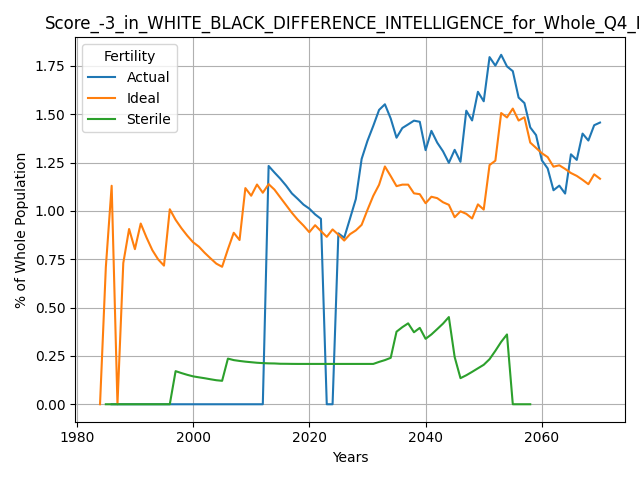 Score_-3_in_WHITE_BLACK_DIFFERENCE_INTELLIGENCE_for_Whole_Q4_
Fertility
Actual
Ideal
Sterile
% of Whole Population
1.75
1.50
1.25
1.00
0.75
0.50
0.25
0.00
1980 2000 2020 2040 2060
Years